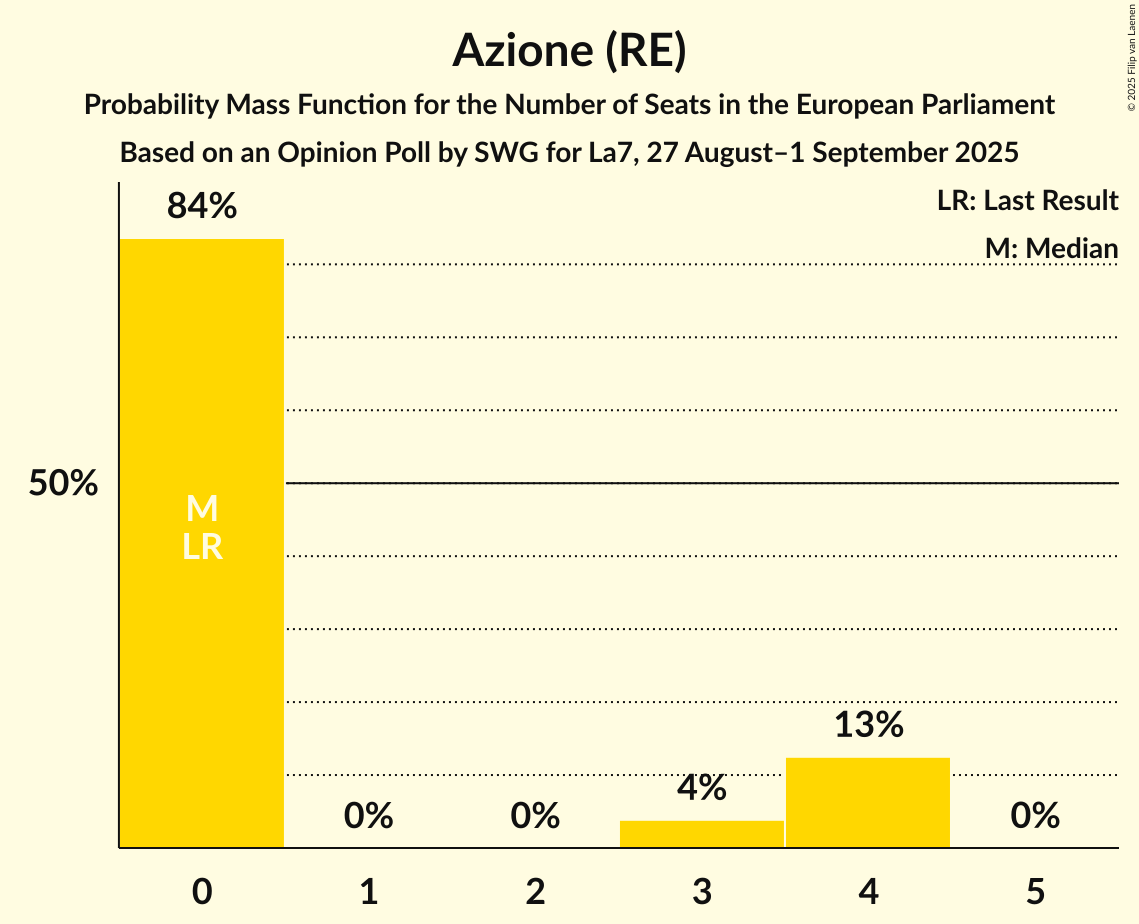 Azione (RE)
Probability Mass Function for the Number of Seats in the European Parliament
Based on an Opinion Poll by SWG for La7, 27 August–1 September 2025
© 2025 Filip van Laenen
LR: Last Result
M: Median
84%
50%
M
LR
0%
0%
4%
13%
0%
0
1
2
3
4
5